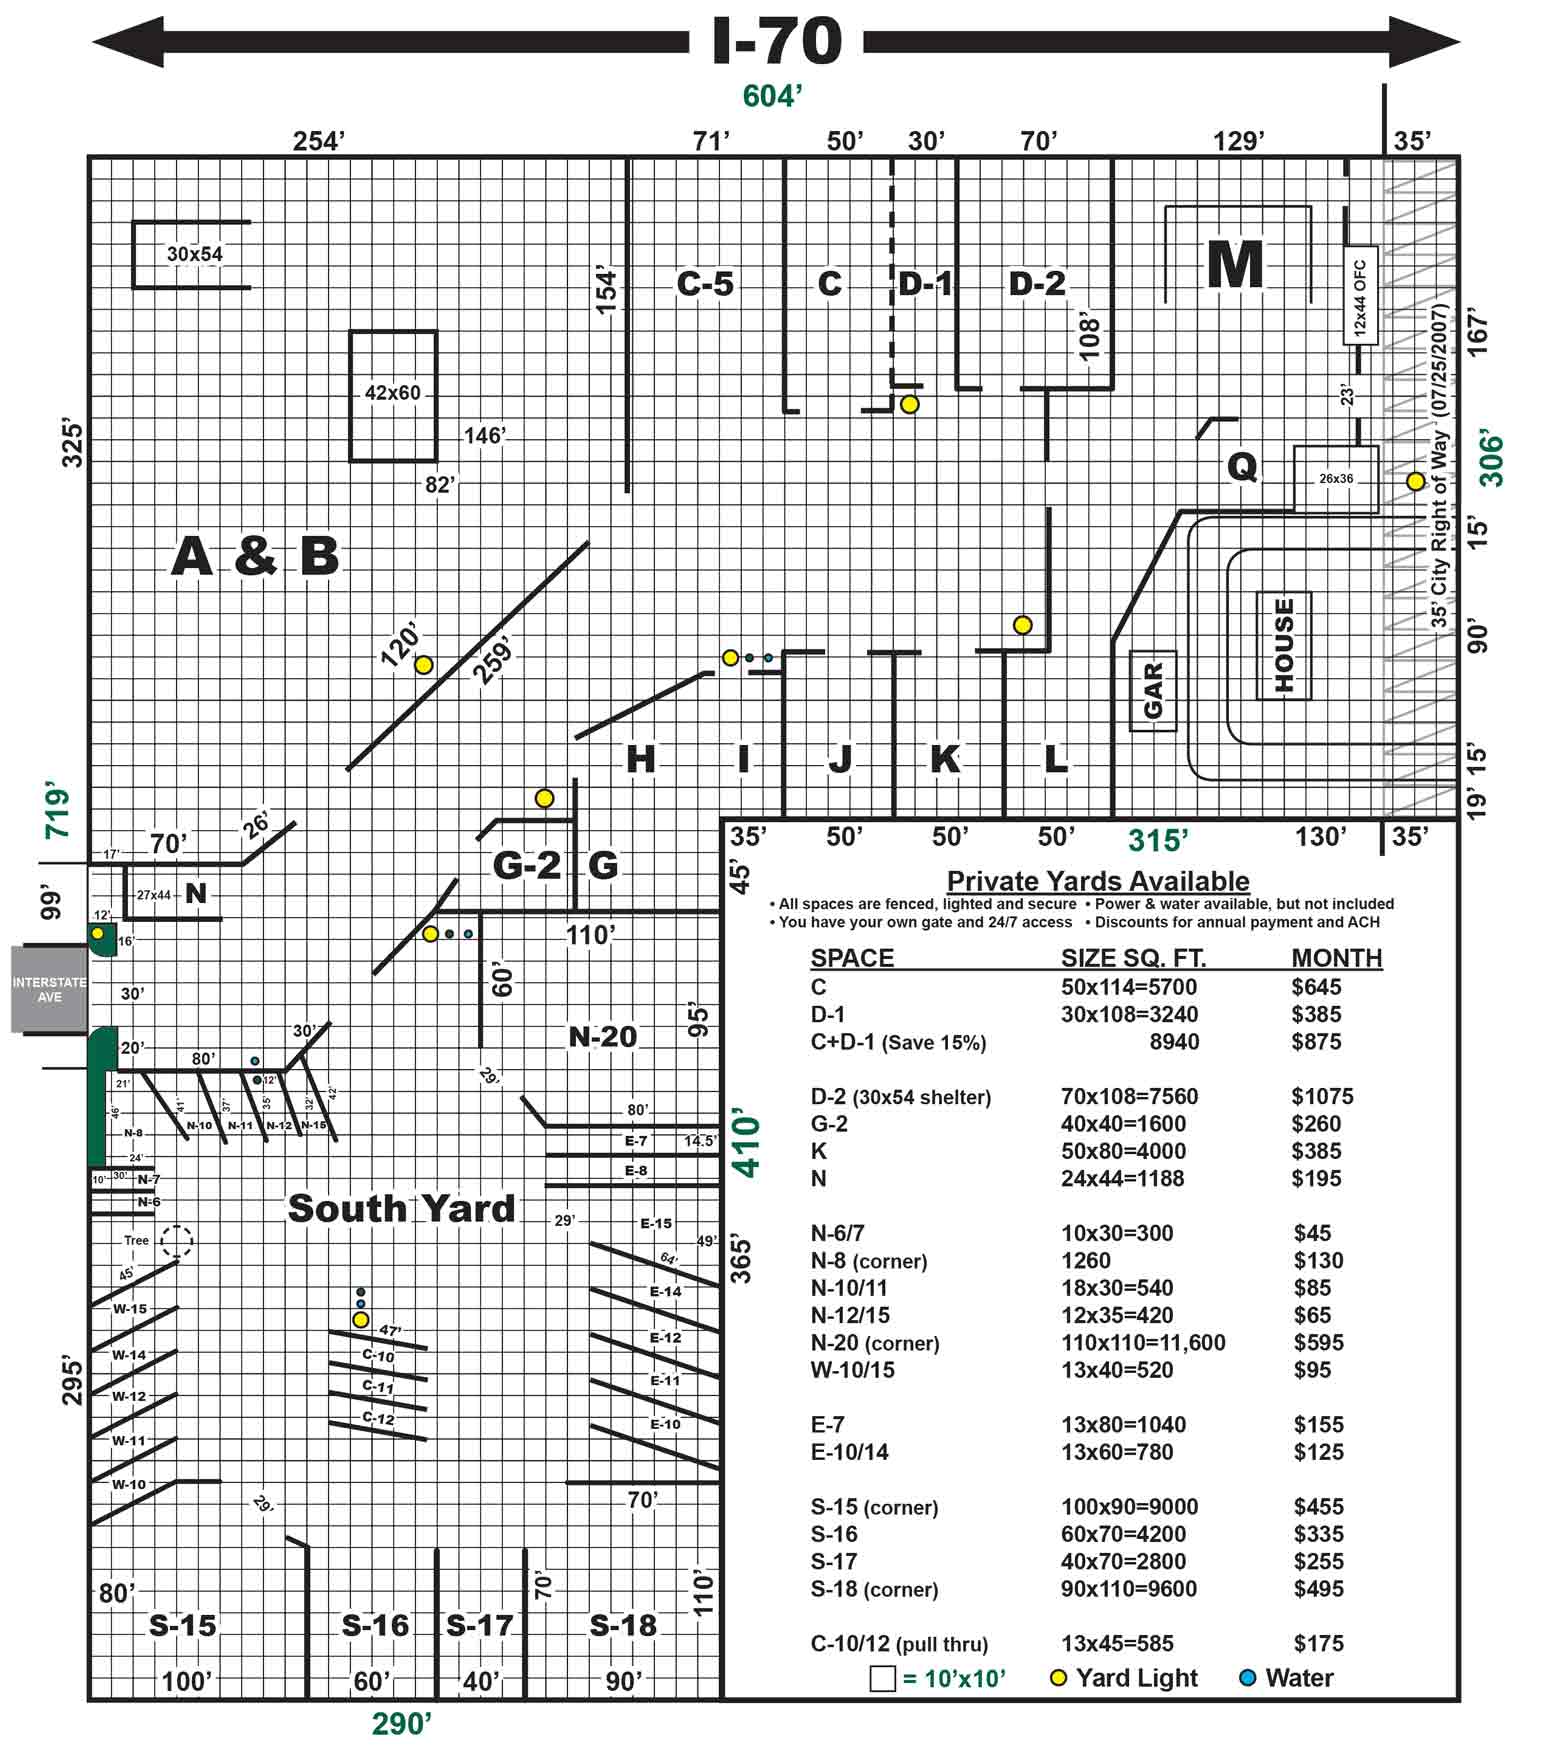 I-70
604’
254’ 71’ 50’ 30’ 70’ 129’ 35’
30x54
154’
C-5 C D-1 D-2 M
108’
12x44 OFC
167’
42x60
146’
82’
23’
325’
Q
26x36
306’
35’ City Right of Way (07/25/2007)
15’
A & B
120’
259’
HOUSE
GAR
90’
H I J K L
15’
719’
19’
70’ 26’
17’
35’ 50’ 50’ 50’ 315’ 130’ 35’
G-2 G
45’
99’
27x44 N
12’
16’
110’
INTERSTATE
AVE
30’
60’
95’
N-20
30’
20’
80’
12’
21’
46’
41’ 37’ 35’ 32’ 42’
N-8 N-10 N-11 N-12 N-15
24’
29’
80’
E-7 14.5’
E-8
410’
10’ 30’ N-7
N-6
South Yard
Tree
29’ E-15
49’
64’
365’
45’
W-15
W-14
W-12
W-11
W-10
295’
47’
C-10
C-11
C-12
E-14
E-12
E-11
E-10
70’
29’
80’
70’
110’
S-15 S-16 S-17 S-18
100’ 60’ 40’ 90’
290’
Private Yards Available
• All spaces are fenced, lighted and secure • Power & water available, but not included
• You have your own gate and 24/7 access • Discounts for annual payment and ACH
SPACE SIZE SQ. FT. MONTH
C 50x114=5700 $645
D-1 30x108=3240 $385
C+D-1 (Save 15%) 8940 $875
D-2 (30x54 shelter) 70x108=7560 $1075
G-2 40x40=1600 $260
K 50x80=4000 $385
N 24x44=1188 $195
N-6/7 10x30=300 $45
N-8 (corner) 1260 $130
N-10/11 18x30=540 $85
N-12/15 12x35=420 $65
N-20 (corner) 110x110=11,600 $595
W-10/15 13x40=520 $95
E-7 13x80=1040 $155
E-10/14 13x60=780 $125
S-15 (corner) 100x90=9000 $455
S-16 60x70=4200 $335
S-17 40x70=2800 $255
S-18 (corner) 90x110=9600 $495
C-10/12 (pull thru) 13x45=585 $175
= 10’x10’ Yard Light Water